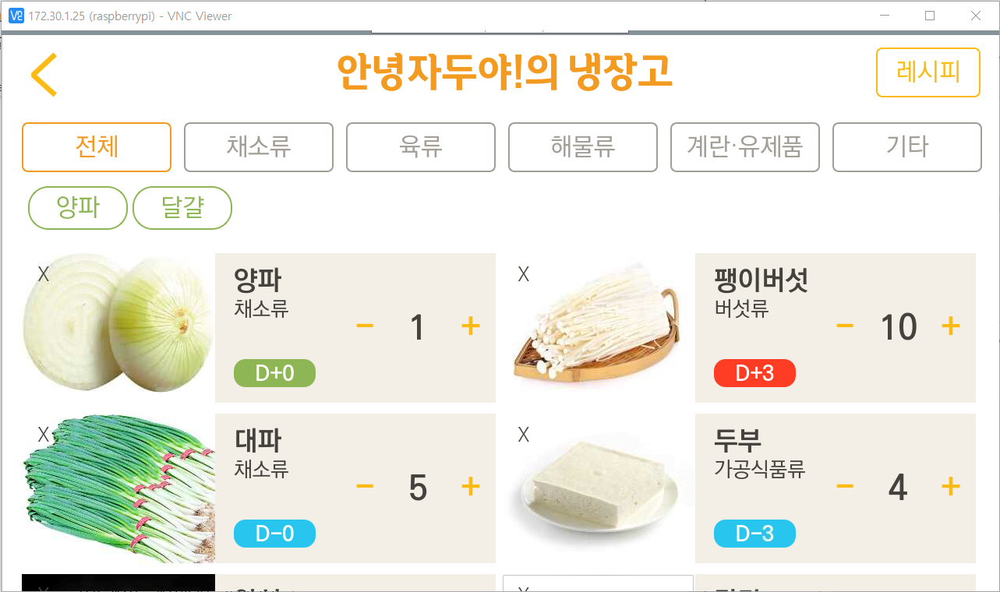 172.30.1.25 (raspberrypi) - VNC Viewer
안녕자두야!의 냉장고
레시피
전체 채소류 육류 해물류 계란·유제품 기타
양파 달걀
X
양파
채소류
- 1 +
D+0
X
팽이버섯
버섯류
- 10 +
D+3
X
대파
채소류
- 5 +
D-0
X
두부
가공식품류
- 4 +
D-3